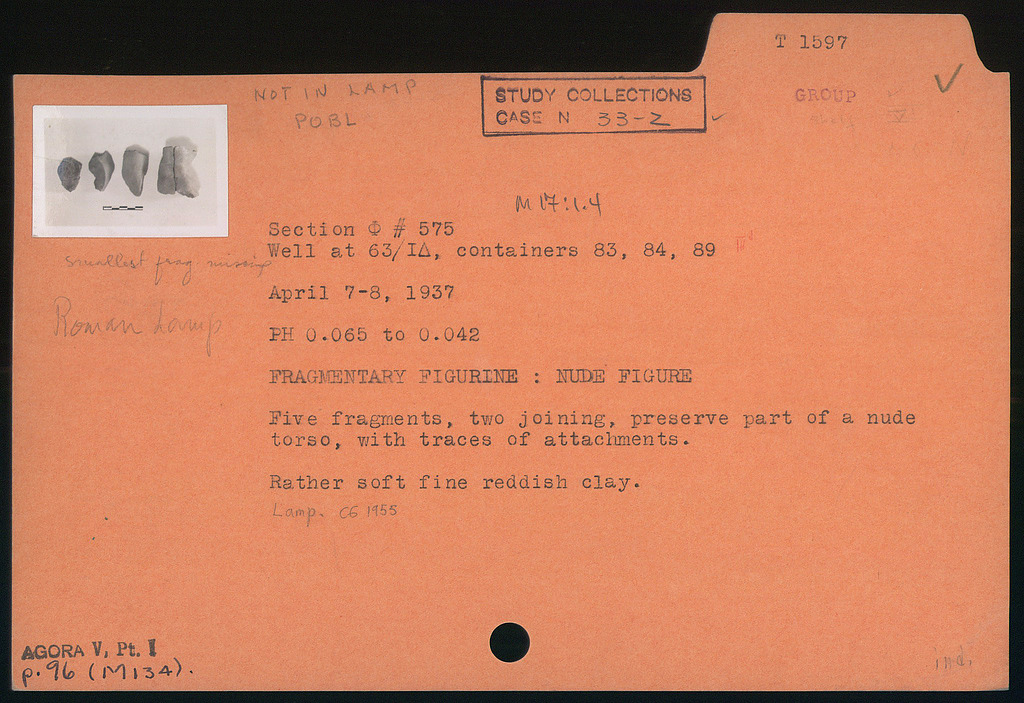 T 1597
NOT IN LAMP
PUBL
STUDY COLLECTIONS
CASE N 33-Z
GROUP
M 17:1.4
Section Φ # 575
Well at 63/ΙΔ, containers 83, 84, 89
smallest frag missing
April 7-8, 1937
Roman Lamp
PH 0.065 to 0.042
FRAGMENTARY FIGURINE : NUDE FIGURE
Five fragments, two joining, preserve part of a nude
torso, with traces of attachments.
Rather soft fine reddish clay.
Lamp. CG 1955
AGORA V, Pt. I
p.96 (M134).
ind.